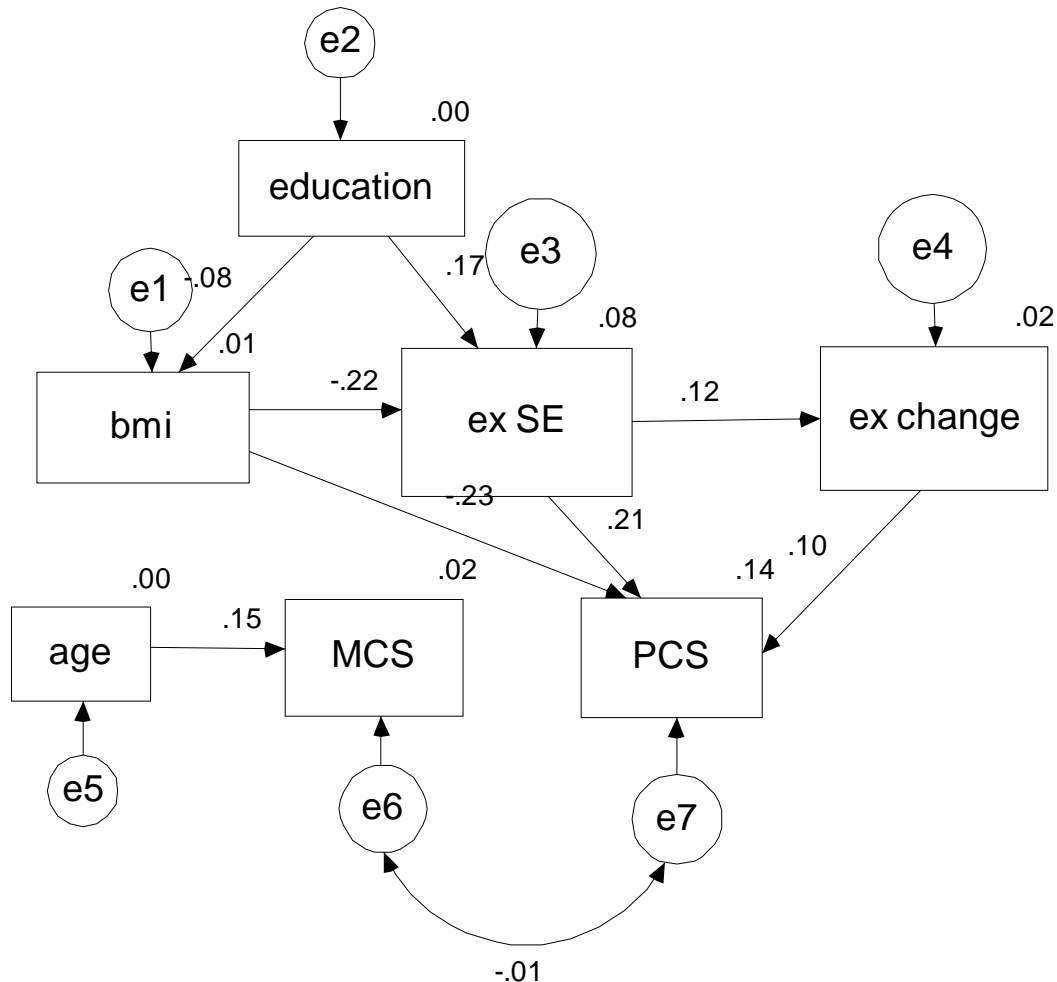 e2
.00
education
e1
-.08
.17
e3
e4
.01
.08
.02
bmi
-.22
ex SE
.12
ex change
-.23
.21
.10
.00
.02
.14
age
.15
MCS
PCS
e5
e6
e7
-.01